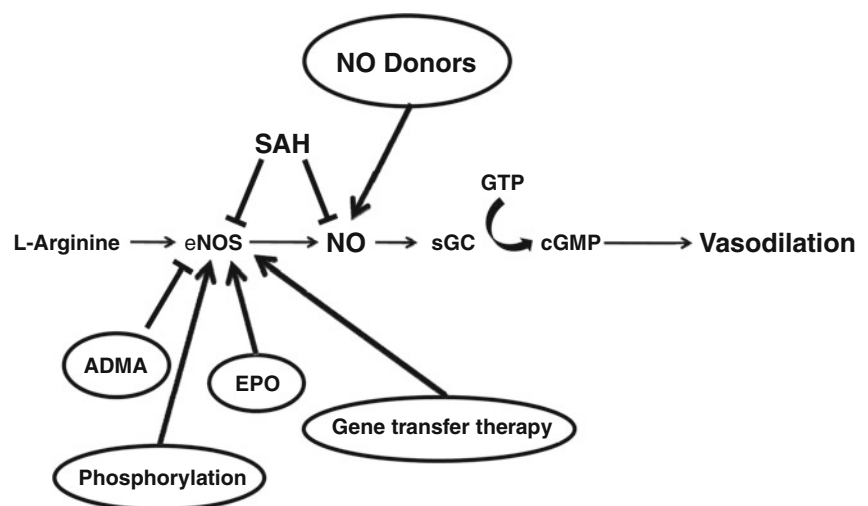 NO Donors
SAH
GTP
L-Arginine eNOS NO sGC cGMP Vasodilation
ADMA
EPO
Gene transfer therapy
Phosphorylation